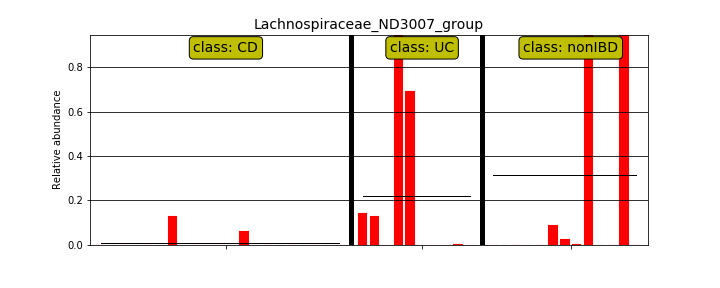 Lachnospiraceae_ND3007_group
class: CD
class: UC
class: nonIBD
Relative abundance
0.8
0.6
0.4
0.2
0.0